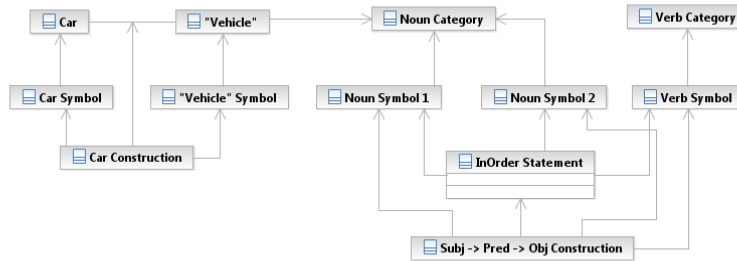 Car
"Vehicle"
Noun Category
Verb Category
Car Symbol
"Vehicle" Symbol
Noun Symbol 1
Noun Symbol 2
Verb Symbol
Car Construction
InOrder Statement
Subj -> Pred -> Obj Construction